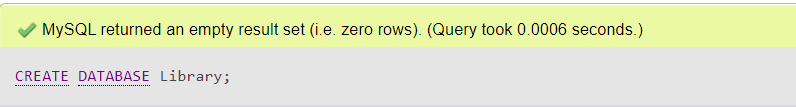 MySQL returned an empty result set (i.e. zero rows). (Query took 0.0006 seconds.)
CREATE DATABASE Library;